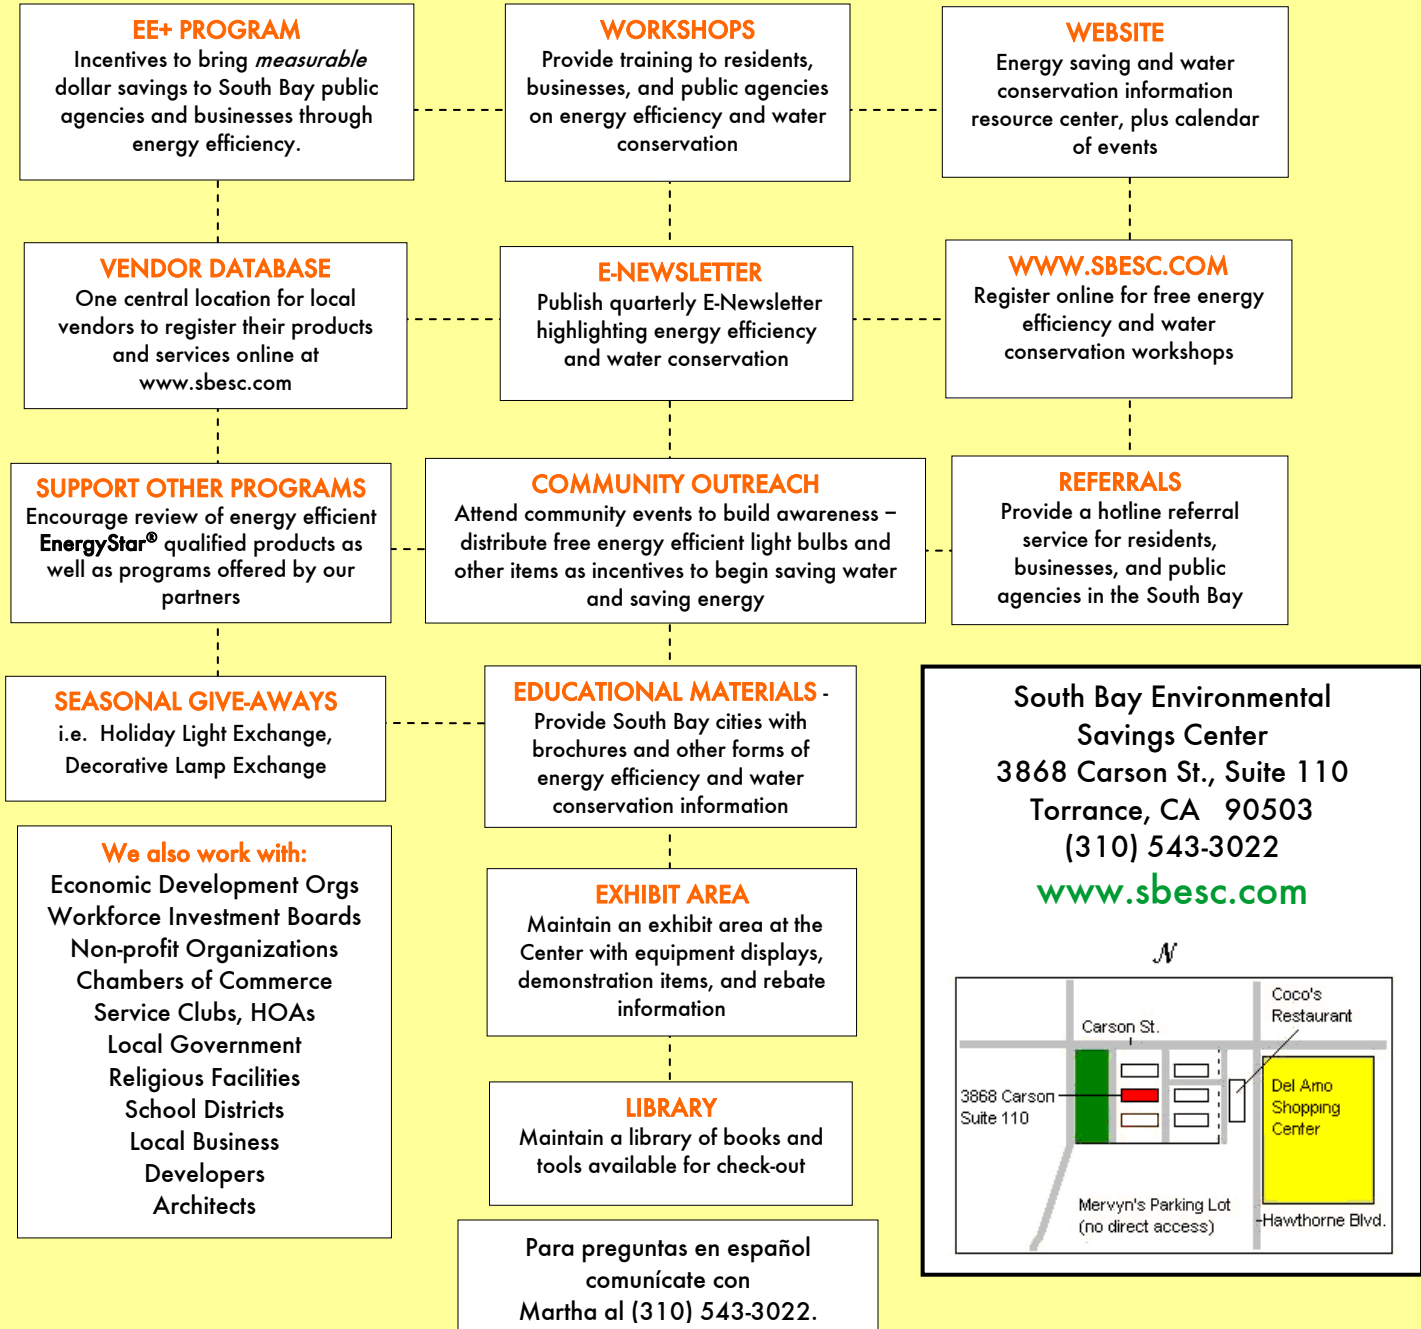 EE+ PROGRAM
Incentives to bring measurable
dollar savings to South Bay public
agencies and businesses through
energy efficiency.
WORKSHOPS
Provide training to residents,
businesses, and public agencies
on energy efficiency and water
conservation
WEBSITE
Energy saving and water
conservation information
resource center, plus calendar
of events
VENDOR DATABASE
One central location for local
vendors to register their products
and services online at
www.sbesc.com
E-NEWSLETTER
Publish quarterly E-Newsletter
highlighting energy efficiency
and water conservation
WWW.SBESC.COM
Register online for free energy
efficiency and water
conservation workshops
SUPPORT OTHER PROGRAMS
Encourage review of energy efficient
EnergyStar® qualified products as
well as programs offered by our
partners
COMMUNITY OUTREACH
Attend community events to build awareness –
distribute free energy efficient light bulbs and
other items as incentives to begin saving water
and saving energy
REFERRALS
Provide a hotline referral
service for residents,
businesses, and public
agencies in the South Bay
SEASONAL GIVE-AWAYS
i.e. Holiday Light Exchange,
Decorative Lamp Exchange
EDUCATIONAL MATERIALS -
Provide South Bay cities with
brochures and other forms of
energy efficiency and water
conservation information
We also work with:
Economic Development Orgs
Workforce Investment Boards
Non-profit Organizations
Chambers of Commerce
Service Clubs, HOAs
Local Government
Religious Facilities
School Districts
Local Business
Developers
Architects
EXHIBIT AREA
Maintain an exhibit area at the
Center with equipment displays,
demonstration items, and rebate
information
LIBRARY
Maintain a library of books and
tools available for check-out
Para preguntas en español
comunícate con
Martha al (310) 543-3022.
South Bay Environmental
Savings Center
3868 Carson St., Suite 110
Torrance, CA 90503
(310) 543-3022
www.sbesc.com
N
Coco's
Restaurant
Carson St.
3868 Carson
Suite 110
Del Amo
Shopping
Center
Mervyn's Parking Lot
(no direct access)
Hawthorne Blvd.